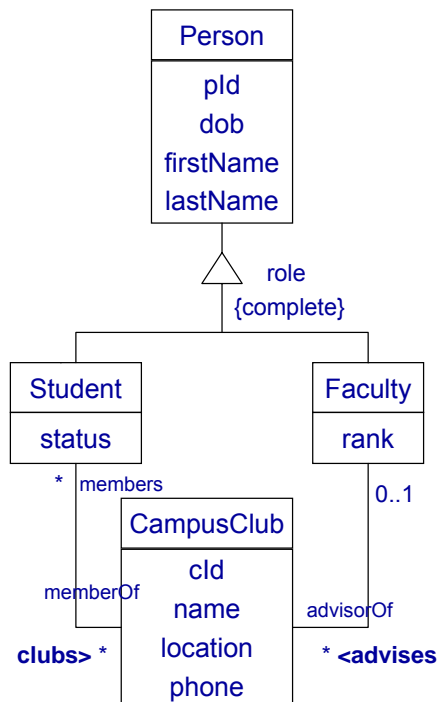 Person
pId
dob
firstName
lastName
role
{complete}
Student
status
Faculty
rank
* members
0..1
CampusClub
cId
name
location
phone
memberOf
advisorOf
clubs> *
* <advises